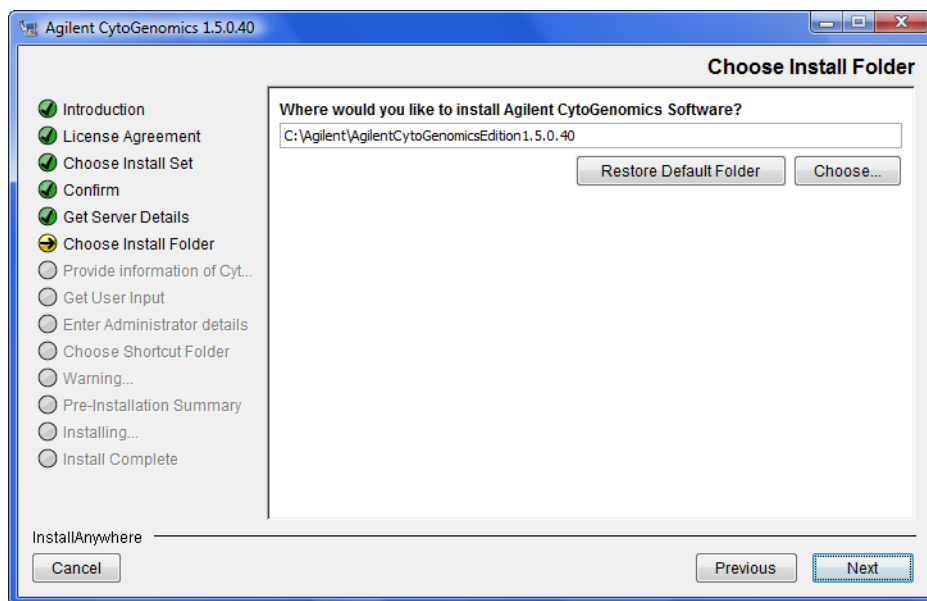 Agilent CytoGenomics 1.5.0.40
Choose Install Folder
Introduction
License Agreement
Choose Install Set
Confirm
Get Server Details
Choose Install Folder
Provide information of Cyt...
Get User Input
Enter Administrator details
Choose Shortcut Folder
Warning...
Pre-Installation Summary
Installing...
Install Complete
Where would you like to install Agilent CytoGenomics Software?
C:\Agilent\AgilentCytoGenomicsEdition1.5.0.40
Restore Default Folder
Choose...
InstallAnywhere
Cancel
Previous
Next